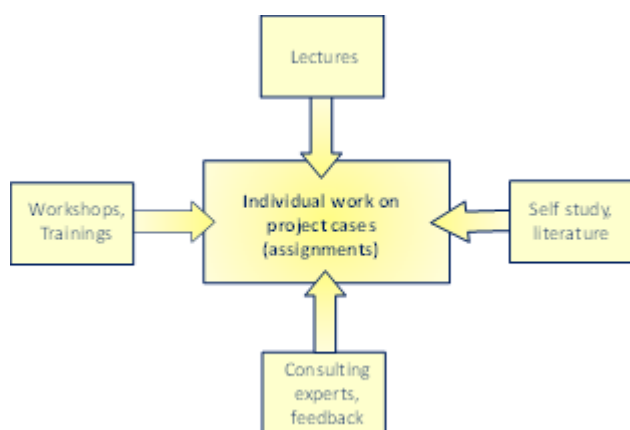 Lectures
Workshops,
Trainings
Individual work on
project cases
(assignments)
Self study,
literature
Consulting
experts,
feedback